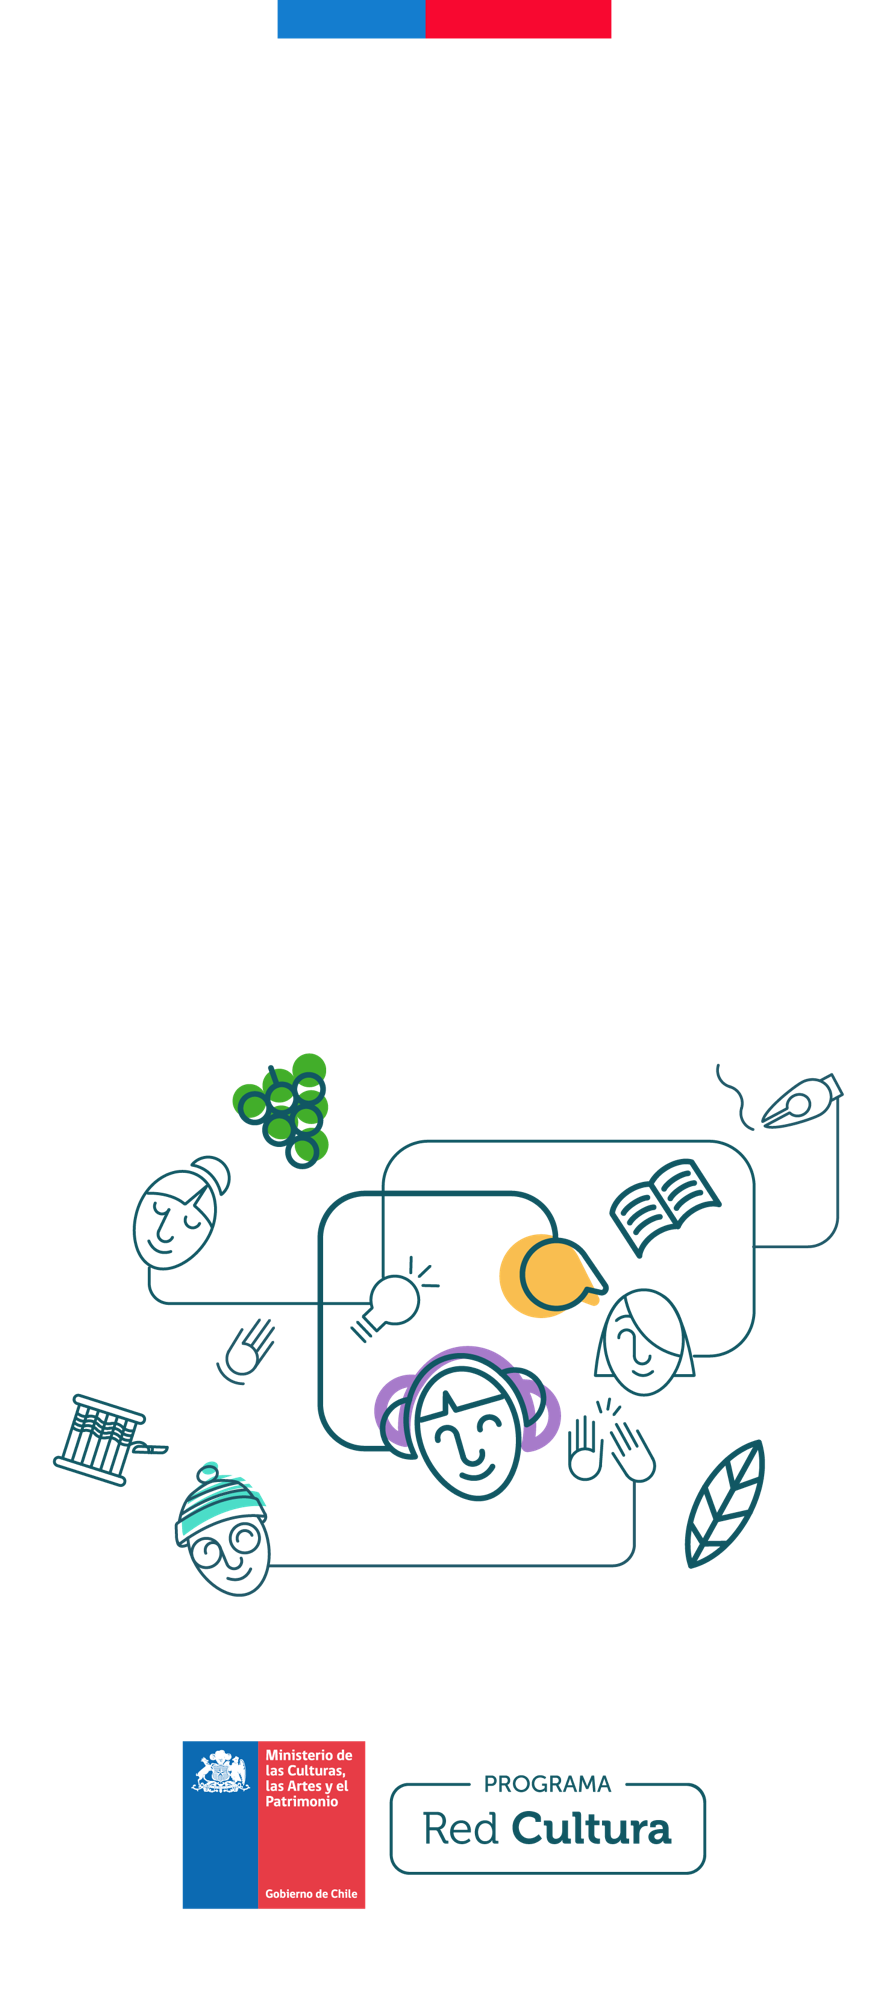 Ministerio de
las Culturas,
las Artes y el
Patrimonio
Gobierno de Chile
PROGRAMA
Red Cultura